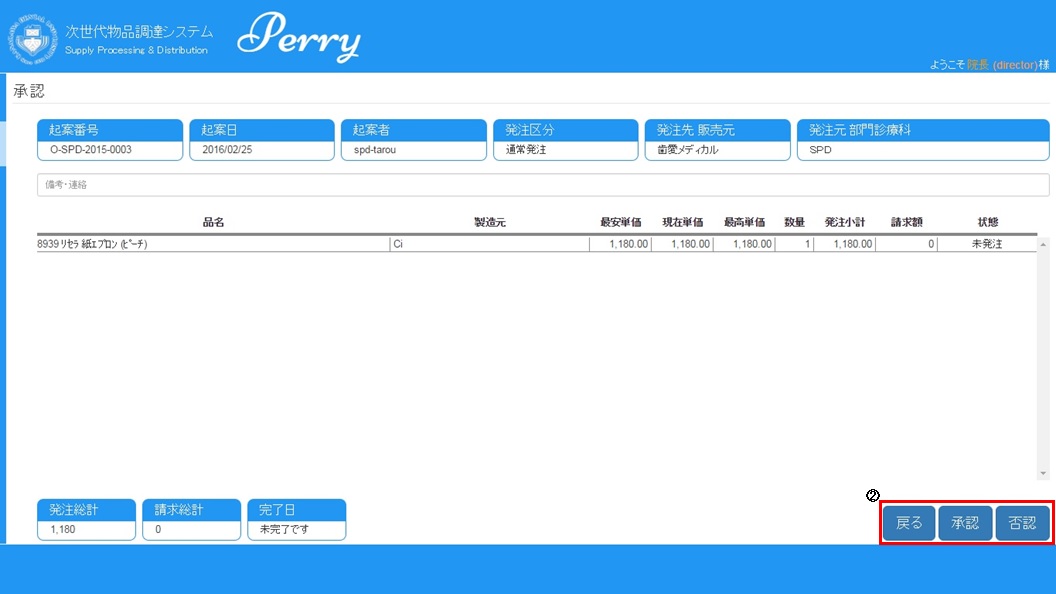 次世代物品調達システム
Supply Processing & Distribution
Perry
ようこそ 院長 (director)様
承認
起案番号 起案日 起案者 発注区分 発注先 販売元 発注元 部門診療科
O-SPD-2015-0003 2016/02/25 spd-tarou 通常発注 歯愛メディカル SPD
備考・連絡
品名 製造元 最安単価 現在単価 最高単価 数量 発注小計 請求額 状態
8939 ﾘｾﾗ 紙ｴﾌﾟﾛﾝ (ﾋﾟｰﾁ) Ci 1,180.00 1,180.00 1,180.00 1 1,180.00 0 未発注
②
発注総計 請求総計 完了日
1,180 0 未完了です
戻る 承認 否認